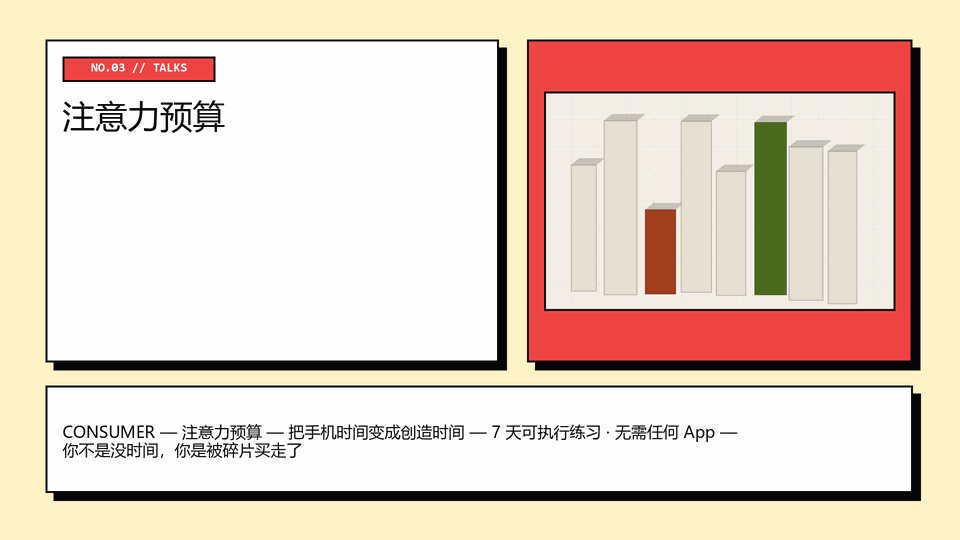 NO.03 // TALKS
注意力预算
CONSUMER — 注意力预算 — 把手机时间变成创造时间 — 7 天可执行练习 · 无需任何 App —
你不是没时间，你是被碎片买走了